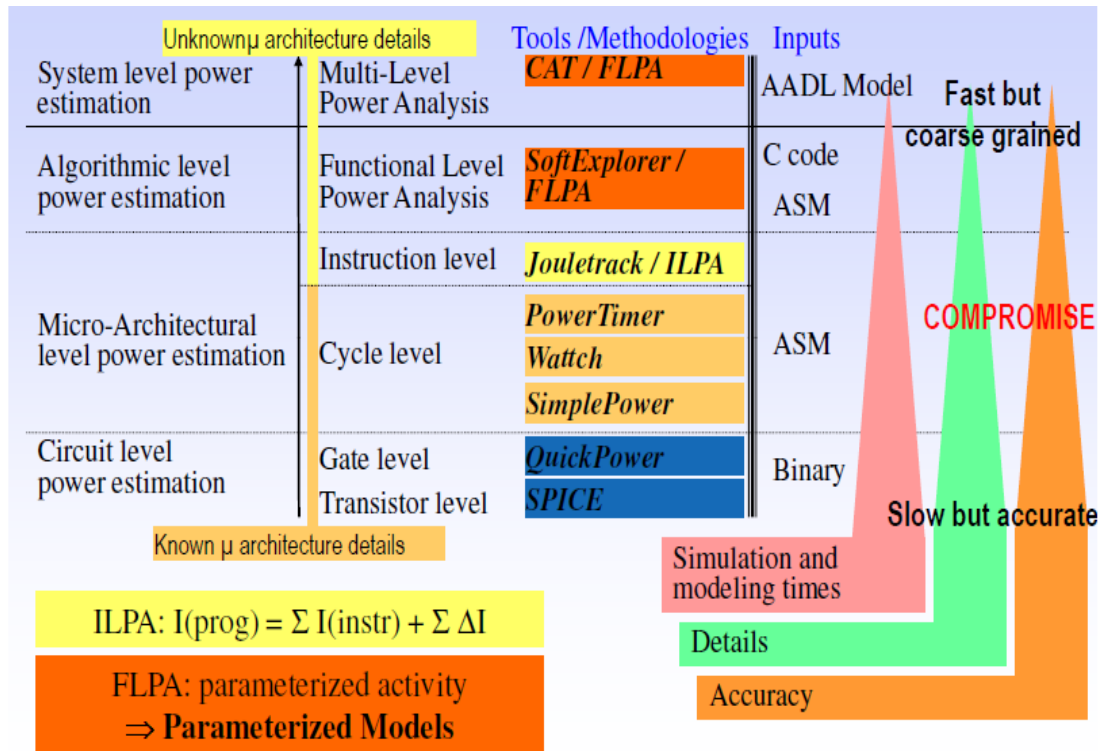 Unknownμ architecture details
Tools /Methodologies
Inputs
System level power
estimation
Multi-Level
Power Analysis
CAT / FLPA
AADL Model
Fast but
coarse grained
Algorithmic level
power estimation
Functional Level
Power Analysis
SoftExplorer /
FLPA
C code
ASM
Instruction level
Jouletrack / ILPA
Micro-Architectural
level power estimation
Cycle level
PowerTimer
Wattch
SimplePower
ASM
COMPROMISE
Circuit level
power estimation
Gate level
Transistor level
QuickPower
SPICE
Binary
Slow but accurate
Known μ architecture details
Simulation and
modeling times
Details
Accuracy
ILPA: I(prog) = Σ I(instr) + Σ ΔI
FLPA: parameterized activity
⇒ Parameterized Models